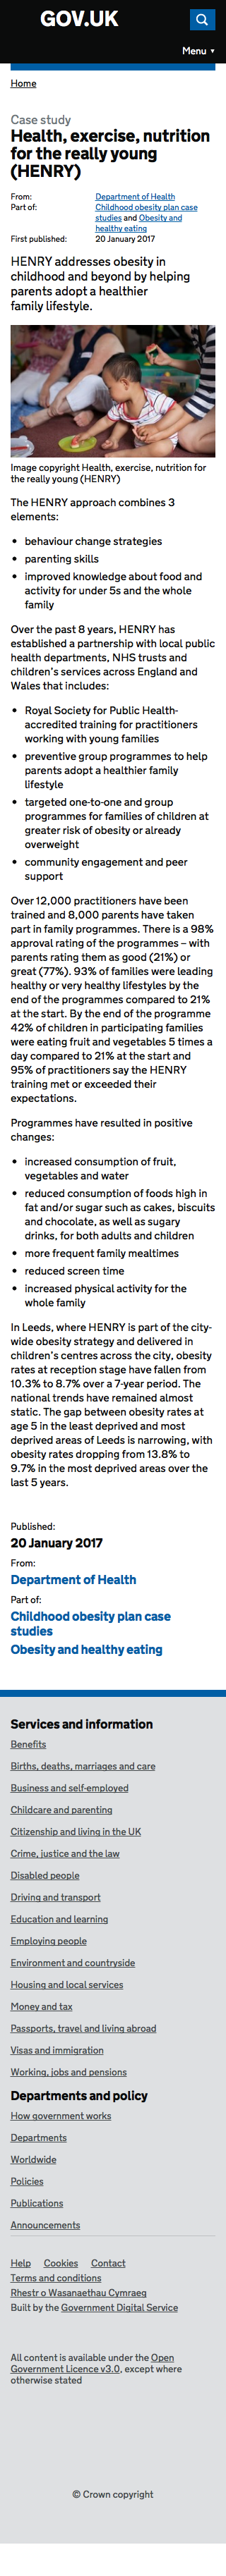 GOV.UK
Menu ▼
Home
Case study
Health, exercise, nutrition
for the really young
(HENRY)
From: Department of Health
Part of: Childhood obesity plan case
studies and Obesity and
healthy eating
First published: 20 January 2017
HENRY addresses obesity in
childhood and beyond by helping
parents adopt a healthier
family lifestyle.
Image copyright Health, exercise, nutrition for
the really young (HENRY)
The HENRY approach combines 3
elements:
• behaviour change strategies
• parenting skills
• improved knowledge about food and
activity for under 5s and the whole
family
Over the past 8 years, HENRY has
established a partnership with local public
health departments, NHS trusts and
children's services across England and
Wales that includes:
• Royal Society for Public Health-
accredited training for practitioners
working with young families
• preventive group programmes to help
parents adopt a healthier family
lifestyle
• targeted one-to-one and group
programmes for families of children at
greater risk of obesity or already
overweight
• community engagement and peer
support
Over 12,000 practitioners have been
trained and 8,000 parents have taken
part in family programmes. There is a 98%
approval rating of the programmes – with
parents rating them as good (21%) or
great (77%). 93% of families were leading
healthy or very healthy lifestyles by the
end of the programmes compared to 21%
at the start. By the end of the programme
42% of children in participating families
were eating fruit and vegetables 5 times a
day compared to 21% at the start and
95% of practitioners say the HENRY
training met or exceeded their
expectations.
Programmes have resulted in positive
changes:
• increased consumption of fruit,
vegetables and water
• reduced consumption of foods high in
fat and/or sugar such as cakes, biscuits
and chocolate, as well as sugary
drinks, for both adults and children
• more frequent family mealtimes
• reduced screen time
• increased physical activity for the
whole family
In Leeds, where HENRY is part of the city-
wide obesity strategy and delivered in
children's centres across the city, obesity
rates at reception stage have fallen from
10.3% to 8.7% over a 7-year period. The
national trends have remained almost
static. The gap between obesity rates at
age 5 in the least deprived and most
deprived areas of Leeds is narrowing, with
obesity rates dropping from 13.8% to
9.7% in the most deprived areas over the
last 5 years.
Published:
20 January 2017
From:
Department of Health
Part of:
Childhood obesity plan case
studies
Obesity and healthy eating
Services and information
Benefits
Births, deaths, marriages and care
Business and self-employed
Childcare and parenting
Citizenship and living in the UK
Crime, justice and the law
Disabled people
Driving and transport
Education and learning
Employing people
Environment and countryside
Housing and local services
Money and tax
Passports, travel and living abroad
Visas and immigration
Working, jobs and pensions
Departments and policy
How government works
Departments
Worldwide
Policies
Publications
Announcements
Help Cookies Contact
Terms and conditions
Rhestr o Wasanaethau Cymraeg
Built by the Government Digital Service
All content is available under the Open
Government Licence v3.0, except where
otherwise stated
© Crown copyright